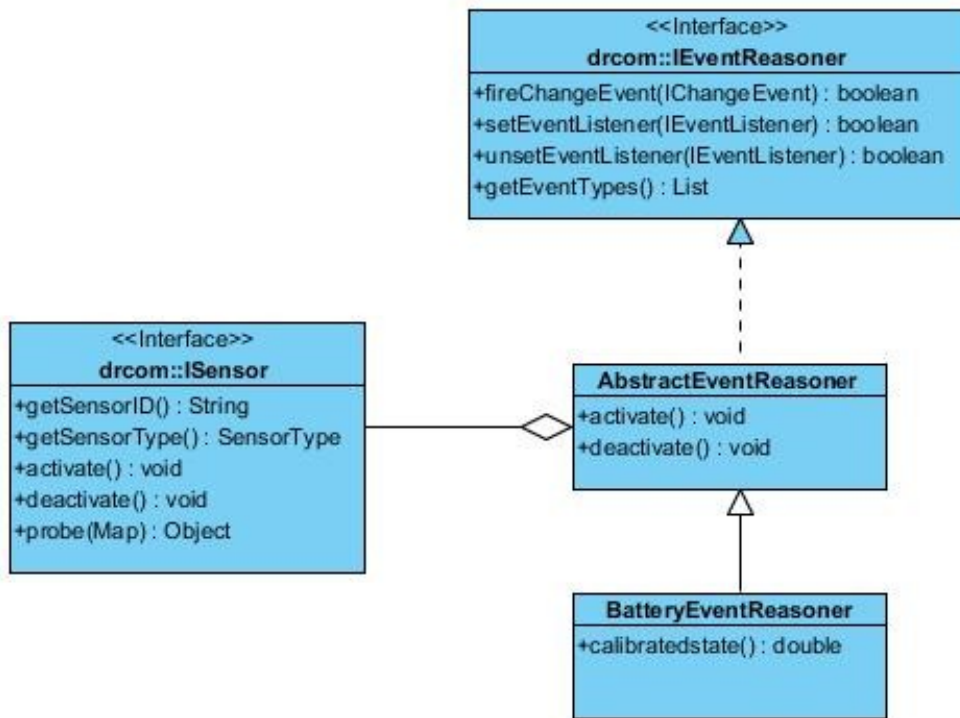 <<Interface>>
drcom::IEventReasoner
+fireChangeEvent(IChangeEvent) : boolean
+setEventListener(IEventListener) : boolean
+unsetEventListener(IEventListener) : boolean
+getEventTypes() : List
<<Interface>>
drcom::ISensor
+getSensorID() : String
+getSensorType() : SensorType
+activate() : void
+deactivate() : void
+probe(Map) : Object
AbstractEventReasoner
+activate() : void
+deactivate() : void
BatteryEventReasoner
+calibratedstate() : double